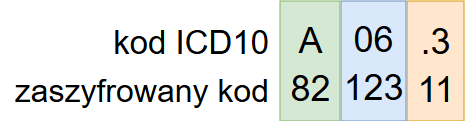 kod ICD10 A 06 .3
zaszyfrowany kod 82 123 11